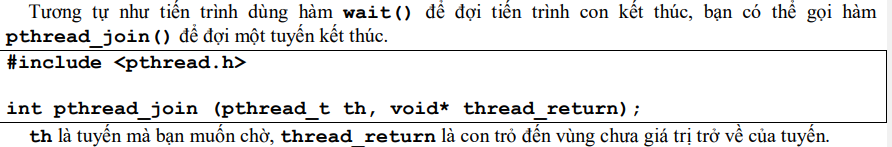 Tương tự như tiến trình dùng hàm wait() để đợi tiến trình con kết thúc, bạn có thể gọi hàm
pthread_join() để đợi một tuyến kết thúc.
#include <pthread.h>
int pthread_join (pthread_t th, void* thread_return);
th là tuyến mà bạn muốn chờ, thread_return là con trỏ đến vùng chưa giá trị trở về của tuyến.